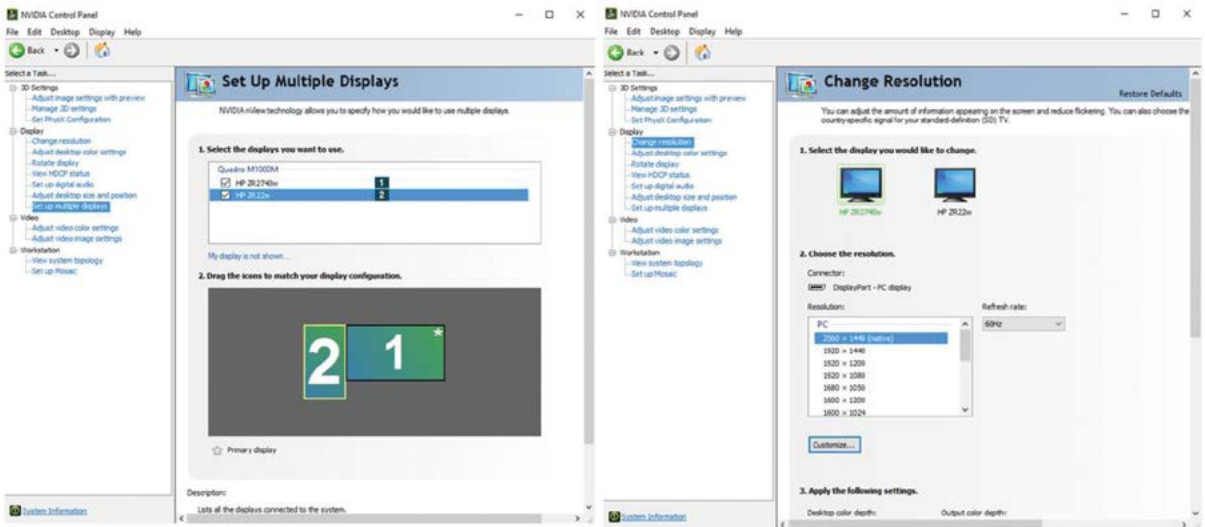 NVIDIA Control Panel
File Edit Desktop Display Help
Back
Select a Task...
3D Settings
Adjust image settings with preview
Manage 3D settings
Set PhysX Configuration
Display
Change resolution
Adjust desktop color settings
Rotate display
View HDCP status
Set up digital audio
Adjust desktop size and position
Set up multiple displays
Video
Adjust video color settings
Adjust video image settings
Workstation
View system topology
Set up Mosaic
System Information
Set Up Multiple Displays
NVIDIA nView technology allows you to specify how you would like to use multiple displays.
1. Select the displays you want to use.
Quadro M1000M
HP ZR2740w 1
HP ZR22w 2
My display is not shown...
2. Drag the icons to match your display configuration.
2 1
Primary display
Description:
Lists all the displays connected to the system.
NVIDIA Control Panel
File Edit Desktop Display Help
Back
Select a Task...
3D Settings
Adjust image settings with preview
Manage 3D settings
Set PhysX Configuration
Display
Change resolution
Adjust desktop color settings
Rotate display
View HDCP status
Set up digital audio
Adjust desktop size and position
Set up multiple displays
Video
Adjust video color settings
Adjust video image settings
Workstation
View system topology
Set up Mosaic
System Information
Change Resolution
Restore Defaults
You can adjust the amount of information appearing on the screen and reduce flickering. You can also choose the
country-specific signal for your standard-definition (SD) TV.
1. Select the display you would like to change.
HP ZR2740w HP ZR22w
2. Choose the resolution.
Connector:
DisplayPort - PC display
Resolution: Refresh rate:
PC 60Hz
2560 × 1440 (native)
1920 × 1440
1920 × 1200
1920 × 1080
1680 × 1050
1600 × 1200
1600 × 1024
Customize...
3. Apply the following settings.
Desktop color depth: Output color depth: